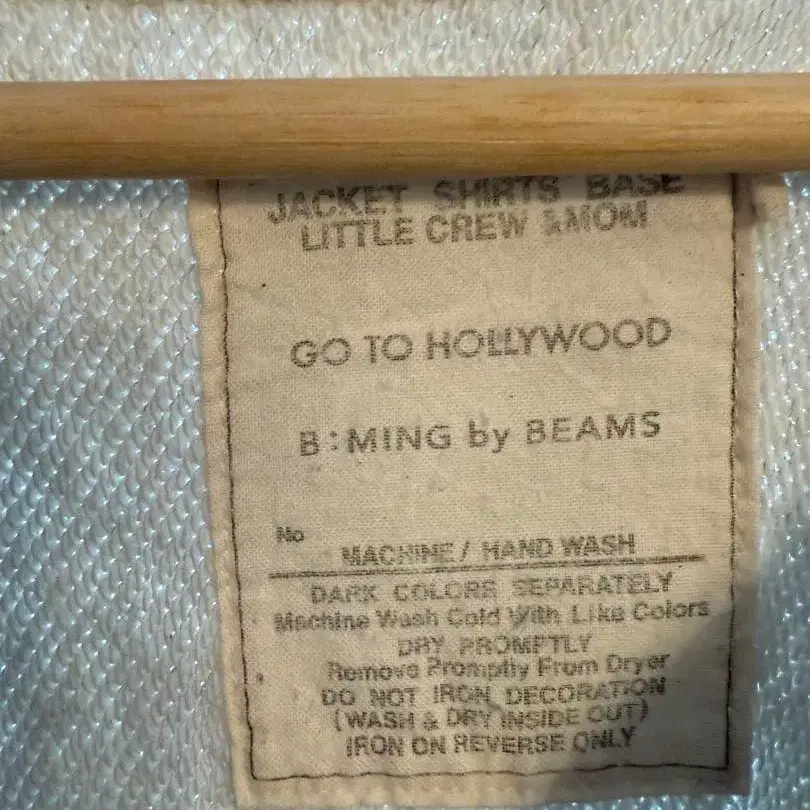 JACKET SHIRTS BASE
LITTLE CREW &MOM
GO TO HOLLYWOOD
B:MING by BEAMS
No
MACHINE/ HAND WASH
DARK COLORS SEPARATELY
Machine Wash Cold With Like Colors
DRY PROMPTLY
Remove Promptly From Dryer
DO NOT IRON DECORATION
(WASH & DRY INSIDE OUT)
IRON ON REVERSE ONLY